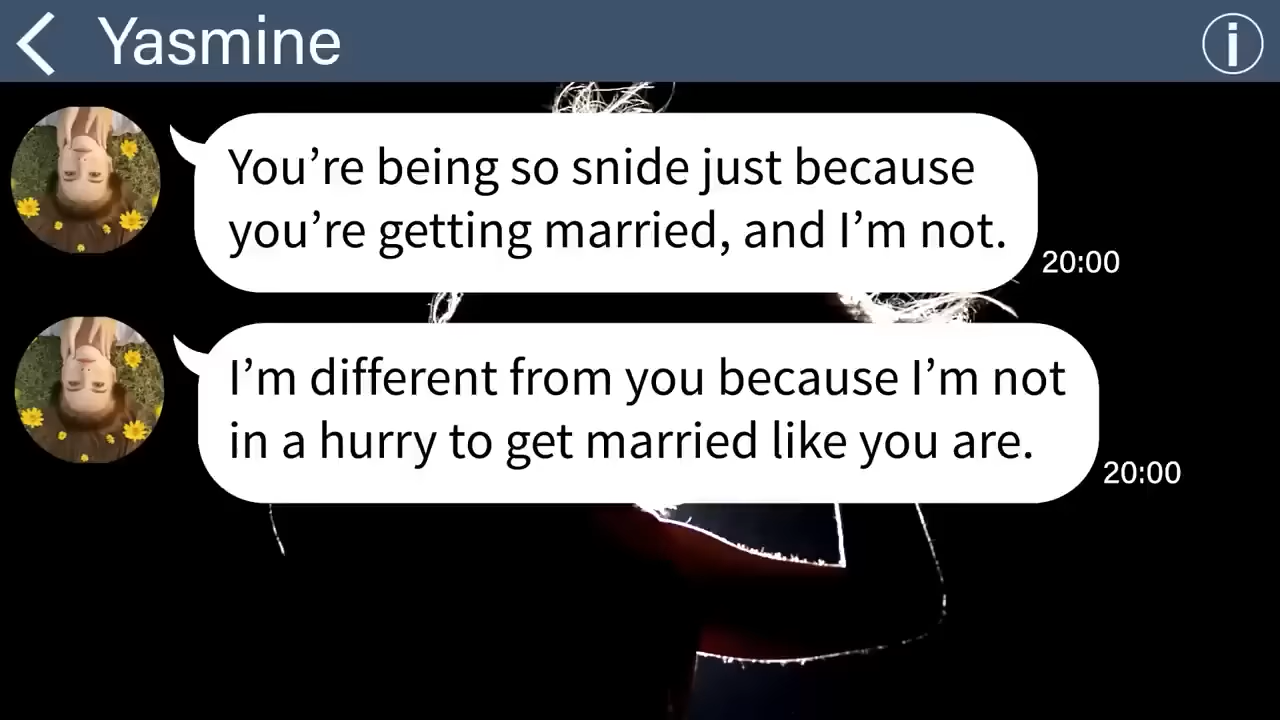 Yasmine
You’re being so snide just because
you’re getting married, and I’m not.
20:00
I’m different from you because I’m not
in a hurry to get married like you are.
20:00